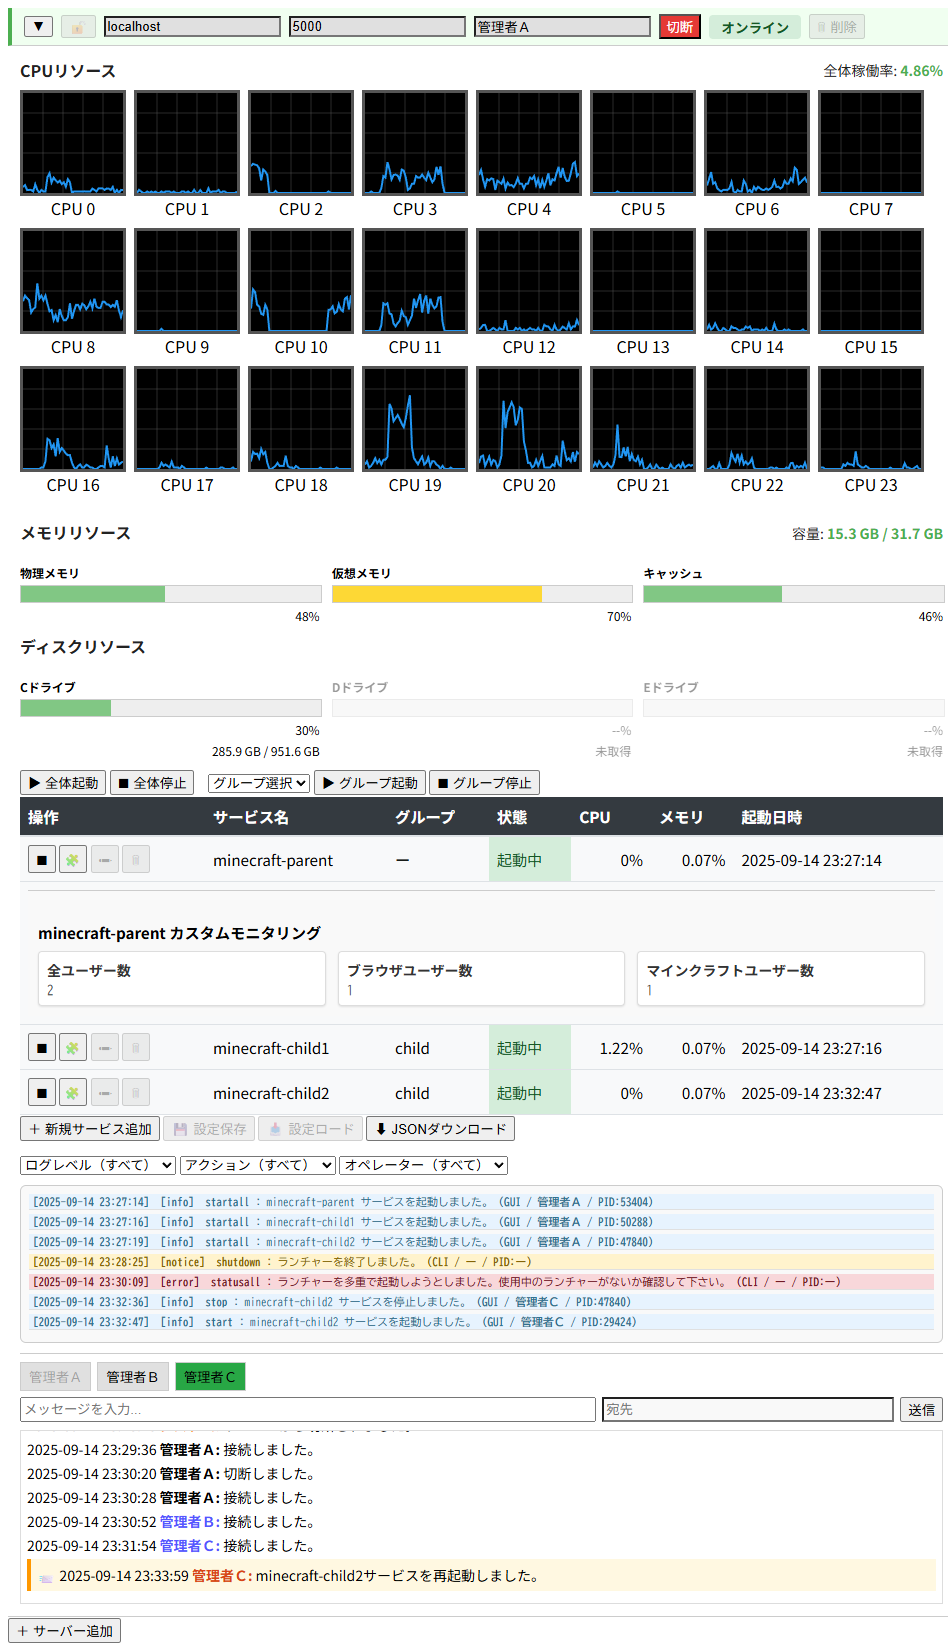 ▼ localhost 5000 管理者Ａ 切断 オンライン 削除
CPUリソース 全体稼働率: 4.86%
CPU 0 CPU 1 CPU 2 CPU 3 CPU 4 CPU 5 CPU 6 CPU 7
CPU 8 CPU 9 CPU 10 CPU 11 CPU 12 CPU 13 CPU 14 CPU 15
CPU 16 CPU 17 CPU 18 CPU 19 CPU 20 CPU 21 CPU 22 CPU 23
メモリリソース 容量: 15.3 GB / 31.7 GB
物理メモリ 仮想メモリ キャッシュ
48% 70% 46%
ディスクリソース
Cドライブ Dドライブ Eドライブ
30% --% --%
285.9 GB / 951.6 GB 未取得 未取得
▶ 全体起動 ■ 全体停止 グループ選択 ▶ グループ起動 ■ グループ停止
操作 サービス名 グループ 状態 CPU メモリ 起動日時
■ minecraft-parent ー 起動中 0% 0.07% 2025-09-14 23:27:14
minecraft-parent カスタムモニタリング
全ユーザー数 ブラウザユーザー数 マインクラフトユーザー数
2 1 1
■ minecraft-child1 child 起動中 1.22% 0.07% 2025-09-14 23:27:16
■ minecraft-child2 child 起動中 0% 0.07% 2025-09-14 23:32:47
＋ 新規サービス追加 設定保存 設定ロード ⬇ JSONダウンロード
ログレベル（すべて） アクション（すべて） オペレーター（すべて）
[2025-09-14 23:27:14] [info] startall : minecraft-parent サービスを起動しました。 (GUI / 管理者Ａ / PID:53404)
[2025-09-14 23:27:16] [info] startall : minecraft-child1 サービスを起動しました。 (GUI / 管理者Ａ / PID:50288)
[2025-09-14 23:27:19] [info] startall : minecraft-child2 サービスを起動しました。 (GUI / 管理者Ａ / PID:47840)
[2025-09-14 23:28:25] [notice] shutdown : ランチャーを終了しました。 (CLI / ー / PID:ー)
[2025-09-14 23:30:09] [error] statusall : ランチャーを多重で起動しようとしました。使用中のランチャーがないか確認して下さい。 (CLI / ー / PID:ー)
[2025-09-14 23:32:36] [info] stop : minecraft-child2 サービスを停止しました。 (GUI / 管理者Ｃ / PID:47840)
[2025-09-14 23:32:47] [info] start : minecraft-child2 サービスを起動しました。 (GUI / 管理者Ｃ / PID:29424)
管理者Ａ 管理者Ｂ 管理者Ｃ
メッセージを入力... 宛先 送信
2025-09-14 23:29:36 管理者Ａ: 接続しました。
2025-09-14 23:30:20 管理者Ａ: 切断しました。
2025-09-14 23:30:28 管理者Ａ: 接続しました。
2025-09-14 23:30:52 管理者Ｂ: 接続しました。
2025-09-14 23:31:54 管理者Ｃ: 接続しました。
2025-09-14 23:33:59 管理者Ｃ: minecraft-child2サービスを再起動しました。
＋ サーバー追加